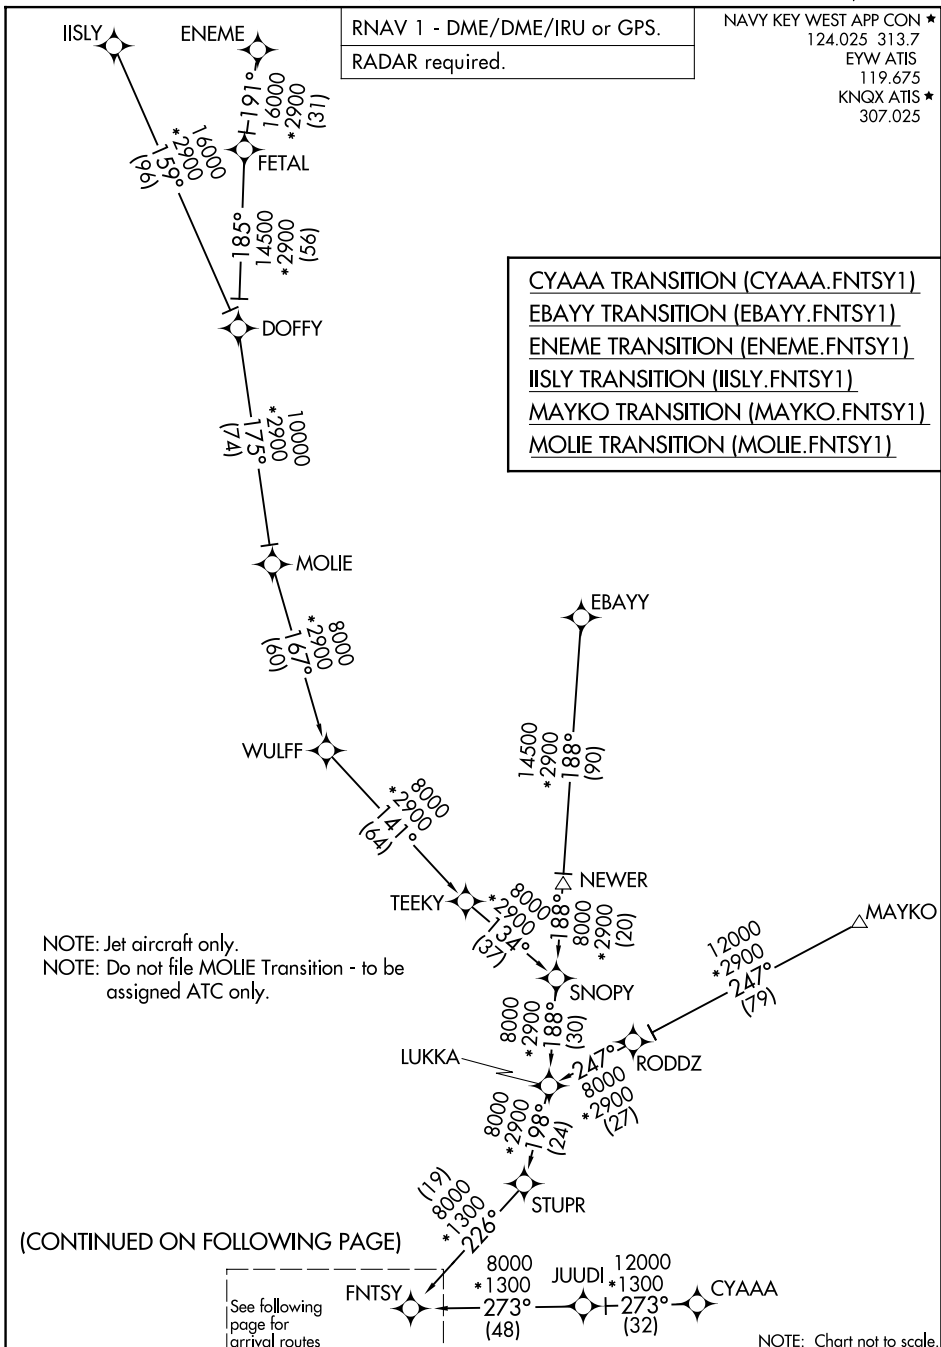 RNAV 1 - DME/DME/IRU or GPS.
RADAR required.
NAVY KEY WEST APP CON ★
124.025 313.7
EYW ATIS
119.675
KNQX ATIS ★
307.025
IISLY
ENEME
191°
16000
*2900
(31)
FETAL
16000
*2900
159°
(96)
185°
14500
*2900
(56)
DOFFY
CYAAA TRANSITION (CYAAA.FNTSY1)
EBAYY TRANSITION (EBAYY.FNTSY1)
ENEME TRANSITION (ENEME.FNTSY1)
IISLY TRANSITION (IISLY.FNTSY1)
MAYKO TRANSITION (MAYKO.FNTSY1)
MOLIE TRANSITION (MOLIE.FNTSY1)
10000
*2900
175°
(74)
MOLIE
8000
*2900
167°
(60)
EBAYY
WULFF
14500
*2900
188°
(90)
8000
*2900
141°
(64)
NEWER
TEEKY
8000
*2900
134°
(37)
188°
8000
*2900
(20)
MAYKO
12000
*2900
247°
(79)
NOTE: Jet aircraft only.
NOTE: Do not file MOLIE Transition - to be
assigned ATC only.
SNOPY
8000
*2900
188°
(30)
LUKKA
RODDZ
247°
8000
*2900
(27)
8000
*2900
198°
(24)
STUPR
(19)
8000
*1300
226°
(CONTINUED ON FOLLOWING PAGE)
FNTSY
See following
page for
arrival routes
8000
*1300
273°
(48)
JUUDI
12000
*1300
273°
(32)
CYAAA
NOTE: Chart not to scale.